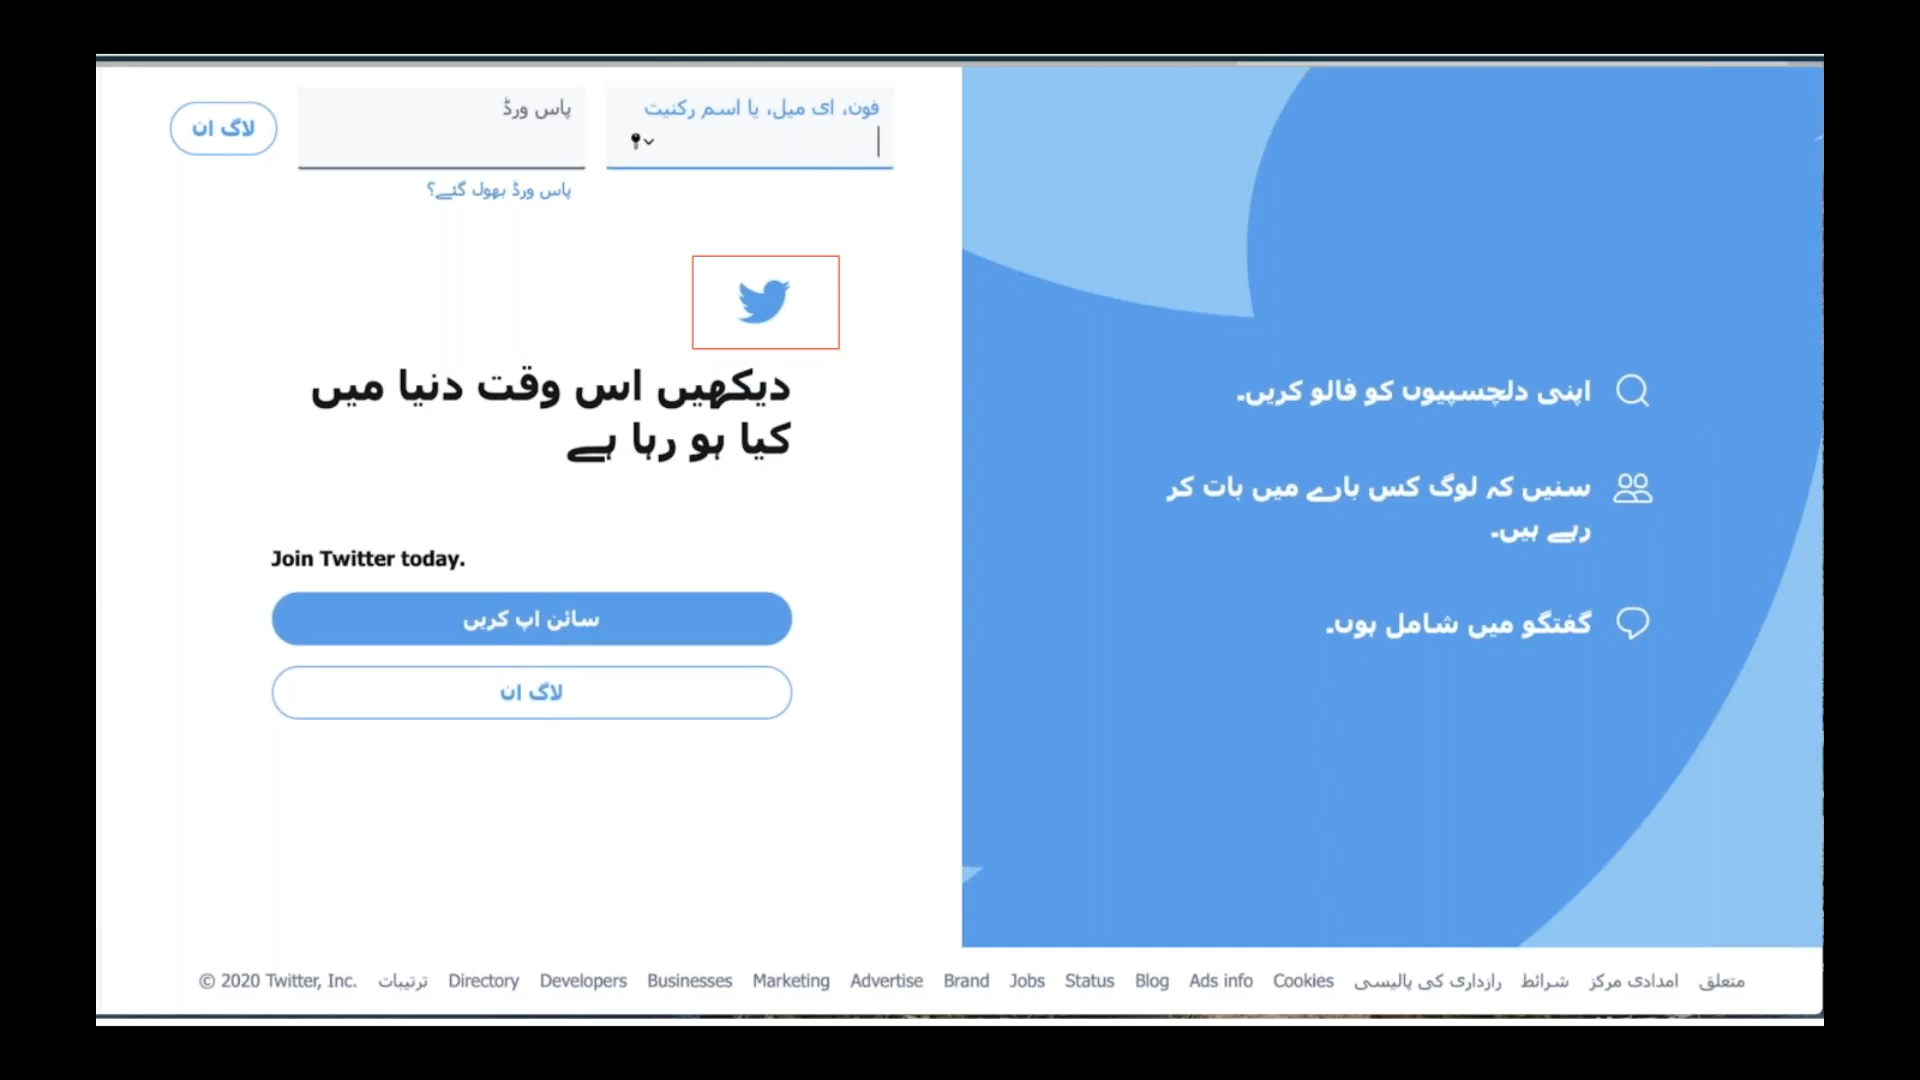 فون، ای میل، یا اسم رکنیت
پاس ورڈ
لاگ ان
پاس ورڈ بھول گئے؟
دیکھیں اس وقت دنیا میں
کیا ہو رہا ہے
Join Twitter today.
سائن اپ کریں
لاگ ان
اپنی دلچسپیوں کو فالو کریں۔
سنیں کہ لوگ کس بارے میں بات کر
رہے ہیں۔
گفتگو میں شامل ہوں۔
متعلق امدادی مرکز شرائط رازداری کی پالیسی Cookies Ads info Blog Status Jobs Brand Advertise Marketing Businesses Developers Directory ترتیبات © 2020 Twitter, Inc.